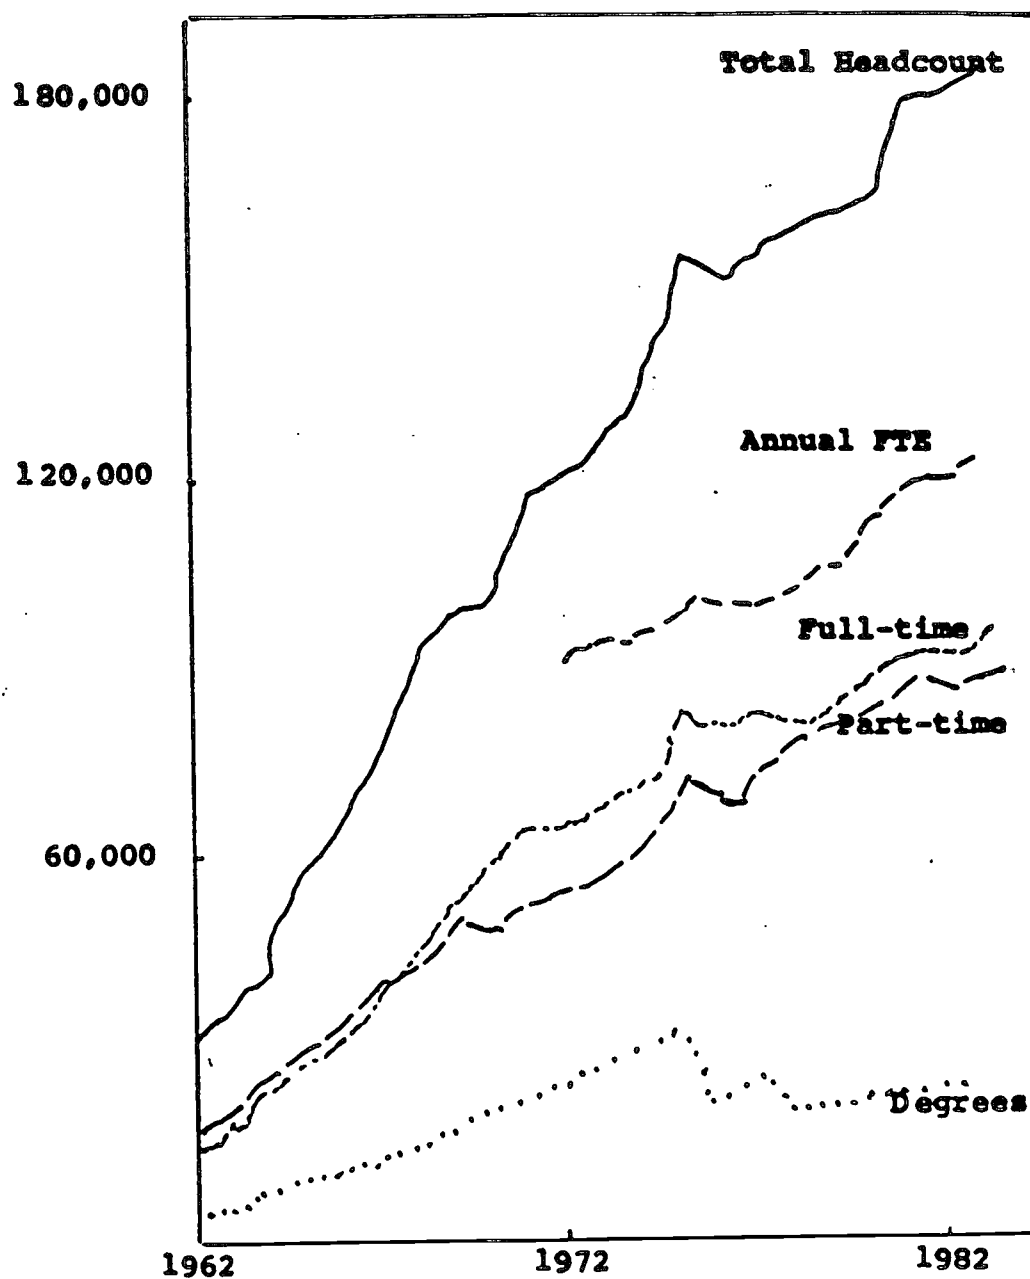 Total Headcount
180,000
Annual FTE
120,000
Full-time
Part-time
60,000
Degrees
1962
1972
1982